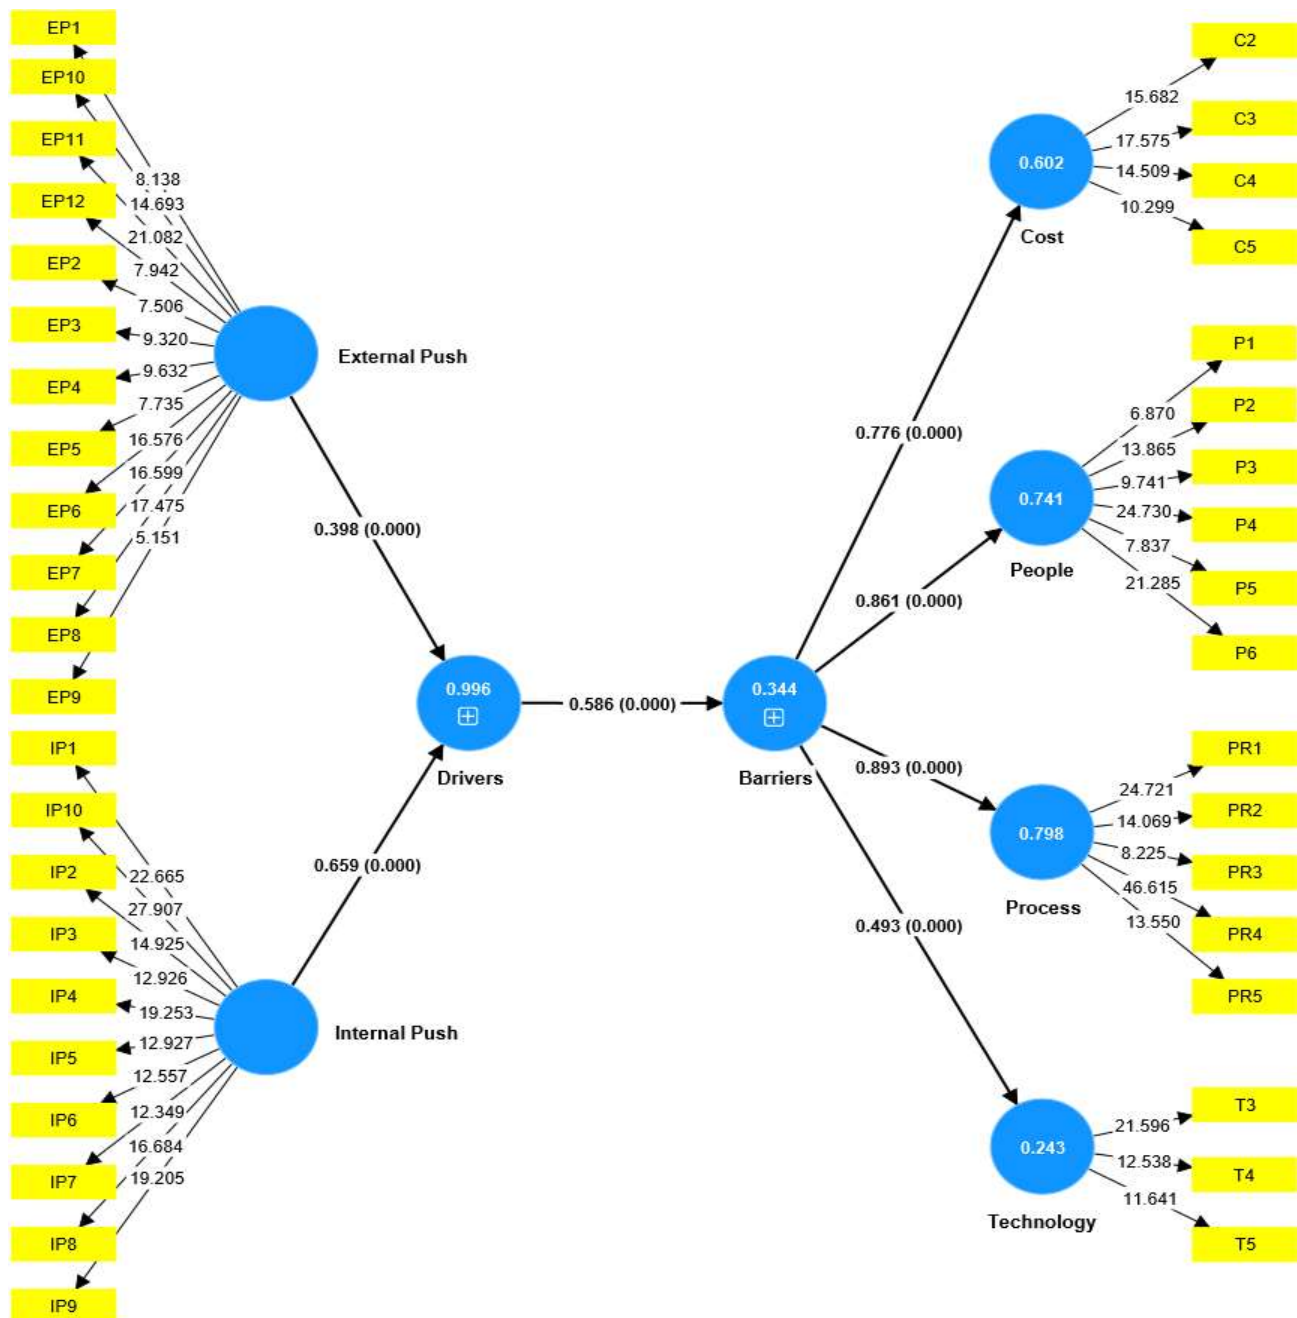 EP1
EP10
EP11
EP12
EP2
EP3
EP4
EP5
EP6
EP7
EP8
EP9
8.138
14.693
21.082
7.942
7.506
9.320
9.632
7.735
16.576
16.599
17.475
5.151
External Push
0.398 (0.000)
IP1
IP10
IP2
IP3
IP4
IP5
IP6
IP7
IP8
IP9
22.665
27.907
14.925
12.926
19.253
12.927
12.557
12.349
16.684
19.205
Internal Push
0.659 (0.000)
0.996
Drivers
0.586 (0.000)
0.344
Barriers
0.776 (0.000)
0.861 (0.000)
0.893 (0.000)
0.493 (0.000)
0.602
Cost
15.682
17.575
14.509
10.299
C2
C3
C4
C5
0.741
People
6.870
13.865
9.741
24.730
7.837
21.285
P1
P2
P3
P4
P5
P6
0.798
Process
24.721
14.069
8.225
46.615
13.550
PR1
PR2
PR3
PR4
PR5
0.243
Technology
21.596
12.538
11.641
T3
T4
T5